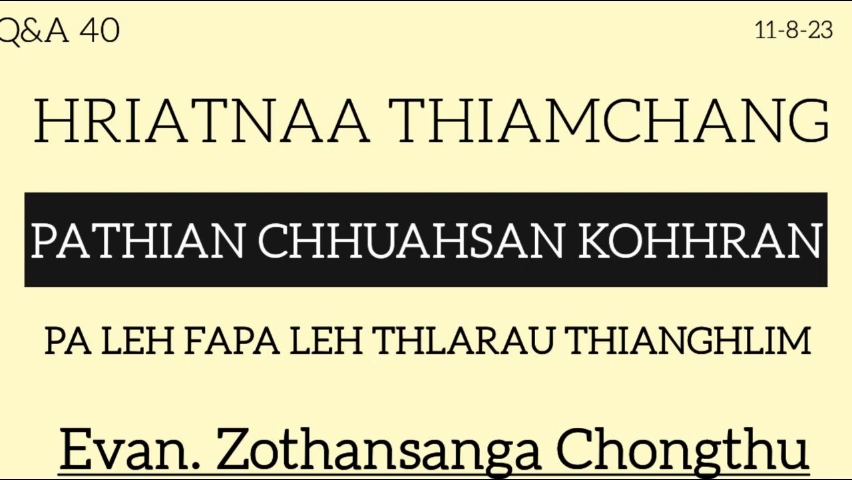 Q&A 40
11-8-23
HRIATNAA THIAMCHANG
PATHIAN CHHUAHSAN KOHHRAN
PA LEH FAPA LEH THLARAU THIANGHLIM
Evan. Zothansanga Chongthu